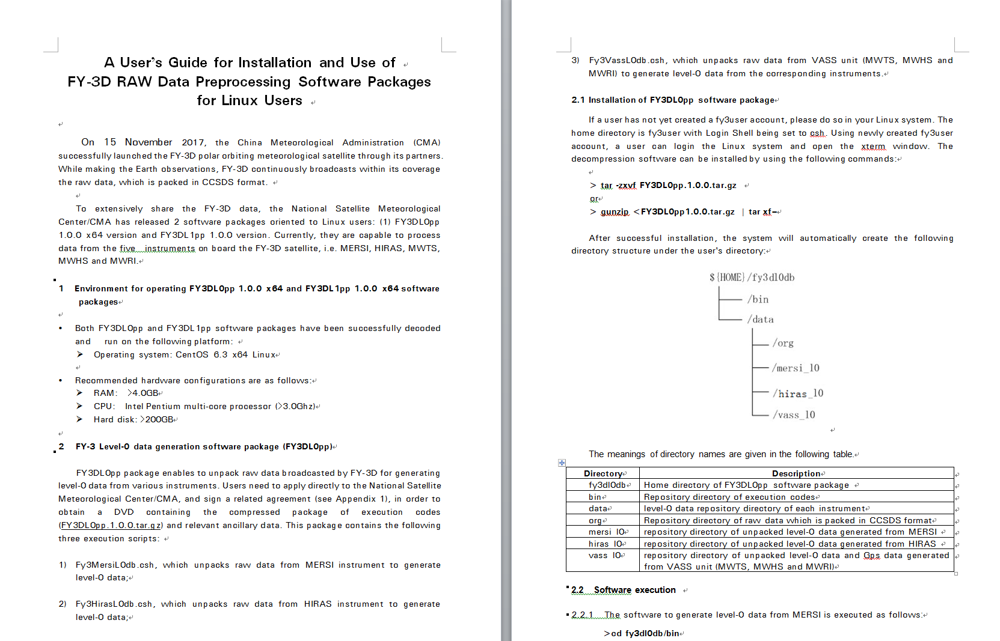 A User's Guide for Installation and Use of
FY-3D RAW Data Preprocessing Software Packages
for Linux Users
On 15 November 2017, the China Meteorological Administration (CMA)
successfully launched the FY-3D polar orbiting meteorological satellite through its partners.
While making the Earth observations, FY-3D continuously broadcasts within its coverage
the raw data, which is packed in CCSDS format.
To extensively share the FY-3D data, the National Satellite Meteorological
Center/CMA has released 2 software packages oriented to Linux users: (1) FY3DL0pp
1.0.0 x64 version and FY3DL1pp 1.0.0 version. Currently, they are capable to process
data from the five instruments on board the FY-3D satellite, i.e. MERSI, HIRAS, MWTS,
MWHS and MWRI.
1 Environment for operating FY3DL0pp 1.0.0 x64 and FY3DL1pp 1.0.0 x64 software
packages
• Both FY3DL0pp and FY3DL1pp software packages have been successfully decoded
and run on the following platform:
➢ Operating system: CentOS 6.3 x64 Linux
• Recommended hardware configurations are as follows:
➢ RAM: >4.0GB
➢ CPU: Intel Pentium multi-core processor (>3.0Ghz)
➢ Hard disk: >200GB
2 FY-3 Level-0 data generation software package (FY3DL0pp)
FY3DL0pp package enables to unpack raw data broadcasted by FY-3D for generating
level-0 data from various instruments. Users need to apply directly to the National Satellite
Meteorological Center/CMA, and sign a related agreement (see Appendix 1), in order to
obtain a DVD containing the compressed package of execution codes
(FY3DL0pp.1.0.0.tar.gz) and relevant ancillary data. This package contains the following
three execution scripts:
1) Fy3MersiL0db.csh, which unpacks raw data from MERSI instrument to generate
level-0 data;
2) Fy3HirasL0db.csh, which unpacks raw data from HIRAS instrument to generate
level-0 data;
3) Fy3VassL0db.csh, which unpacks raw data from VASS unit (MWTS, MWHS and
MWRI) to generate level-0 data from the corresponding instruments.
2.1 Installation of FY3DL0pp software package
If a user has not yet created a fy3user account, please do so in your Linux system. The
home directory is fy3user with Login Shell being set to csh. Using newly created fy3user
account, a user can login the Linux system and open the xterm window. The
decompression software can be installed by using the following commands:
> tar -zxvf FY3DL0pp.1.0.0.tar.gz
or
> gunzip <FY3DL0pp1.0.0.tar.gz | tar xf–
After successful installation, the system will automatically create the following
directory structure under the user's directory:
${HOME}/fy3dl0db
/bin
/data
/org
/mersi_l0
/hiras_l0
/vass_l0
The meanings of directory names are given in the following table.
Directory Description
fy3dl0db Home directory of FY3DL0pp software package
bin Repository directory of execution codes
data level-0 data repository directory of each instrument
org Repository directory of raw data which is packed in CCSDS format
mersi l0 repository directory of unpacked level-0 data generated from MERSI
hiras l0 repository directory of unpacked level-0 data generated from HIRAS
vass l0 repository directory of unpacked level-0 data and Gps data generated
from VASS unit (MWTS, MWHS and MWRI)
2.2 Software execution
2.2.1 The software to generate level-0 data from MERSI is executed as follows:
>cd fy3dl0db/bin